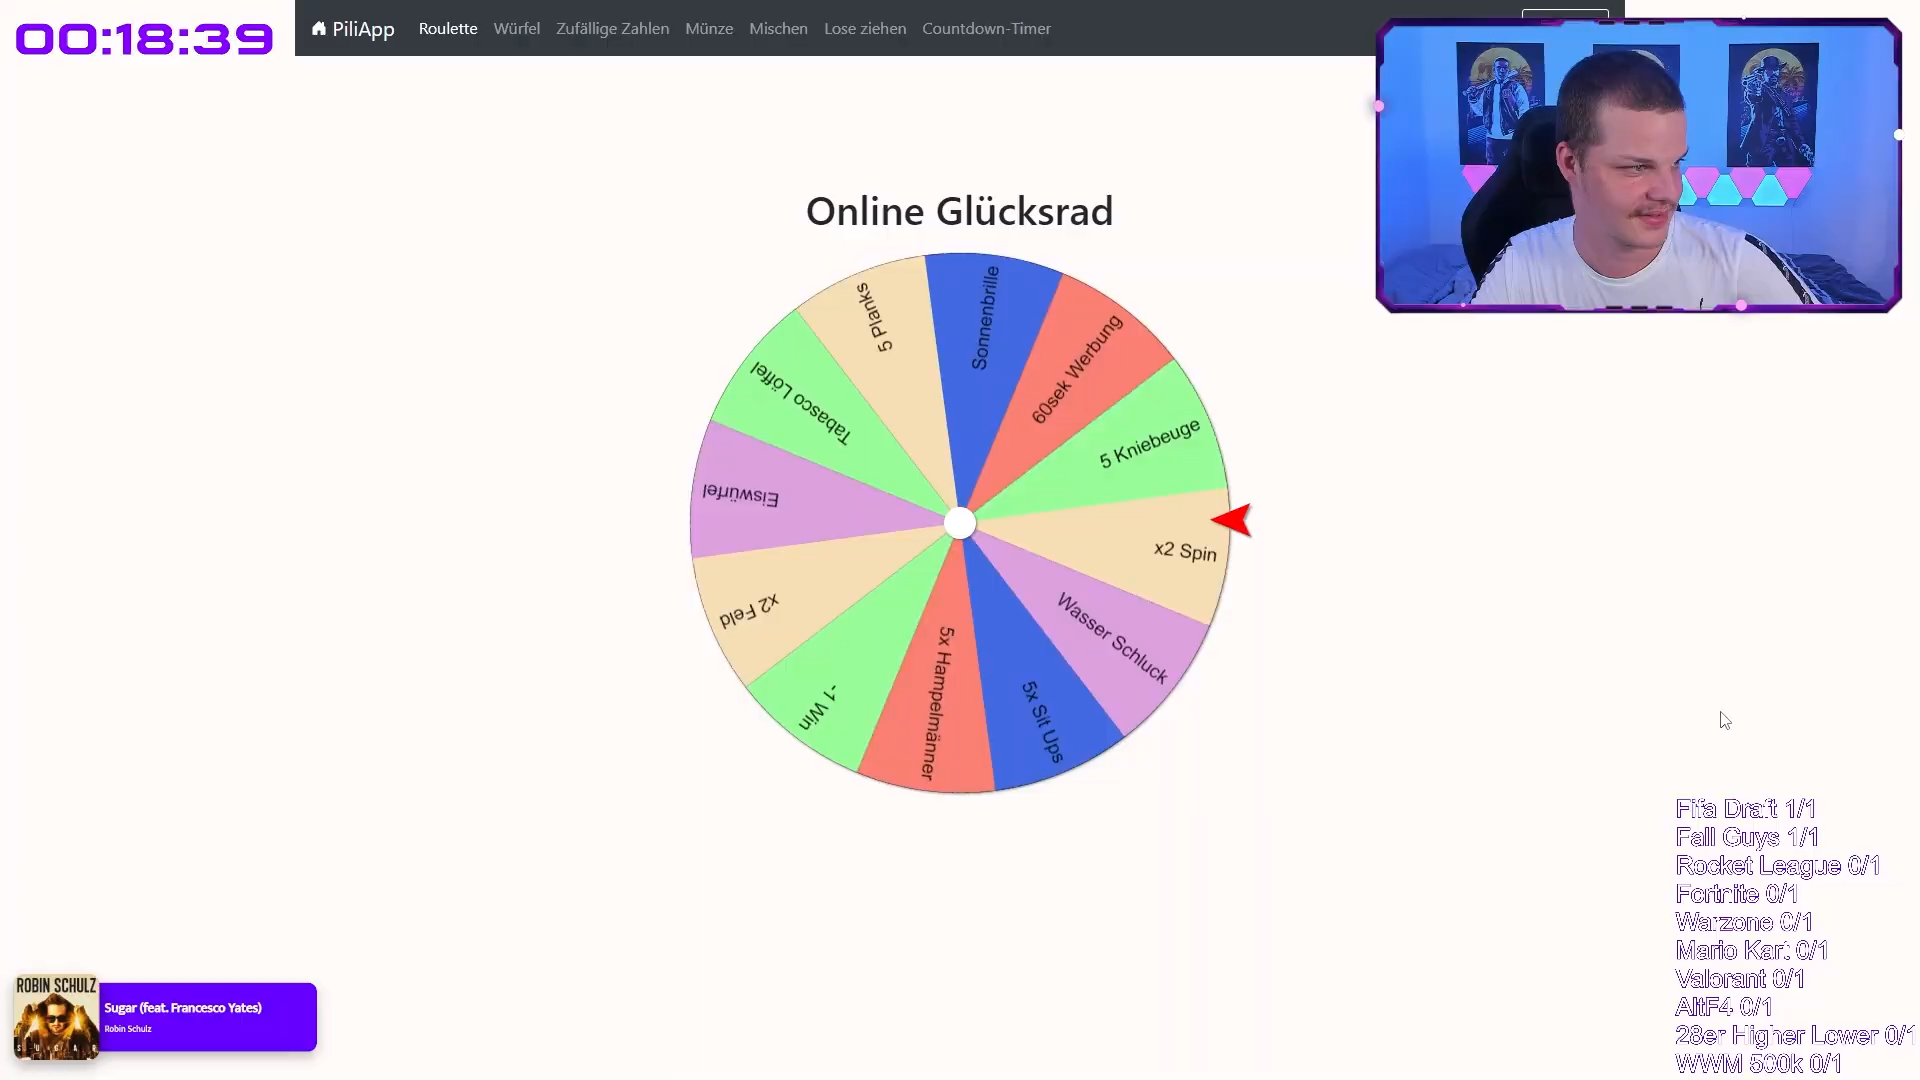 00:18:39
PiliApp Roulette Würfel Zufällige Zahlen Münze Mischen Lose ziehen Countdown-Timer
Online Glücksrad
Sonnenbrille
60sek Werbung
5 Kniebeuge
x2 Spin
Wasser Schluck
5x Sit Ups
5x Hampelmänner
-1 Win
x2 Feld
Eiswürfel
Tabasco Löffel
5 Planks
Fifa Draft 1/1
Fall Guys 1/1
Rocket League 0/1
Fortnite 0/1
Warzone 0/1
Mario Kart 0/1
Valorant 0/1
AltF4 0/1
28er Higher Lower 0/1
WWM 500k 0/1
ROBIN SCHULZ
SUGAR
Sugar (feat. Francesco Yates)
Robin Schulz